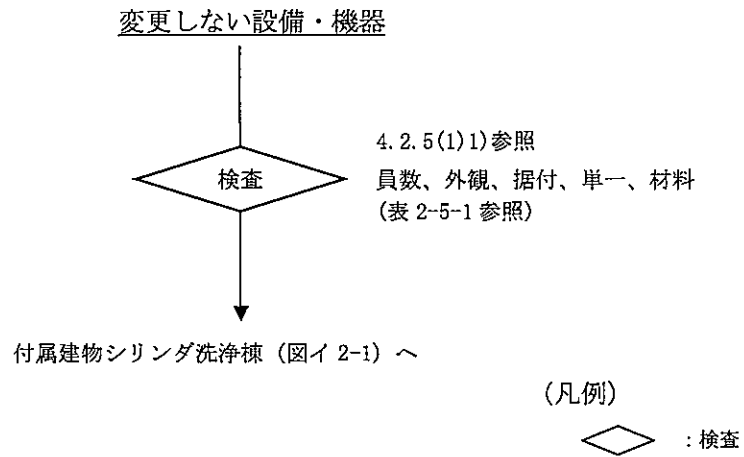 変更しない設備・機器
4.2.5(1)1)参照
検査
員数、外観、据付、単一、材料
(表 2-5-1 参照)
付属建物シリンダ洗浄棟（図イ 2-1）へ
(凡例)
：検査